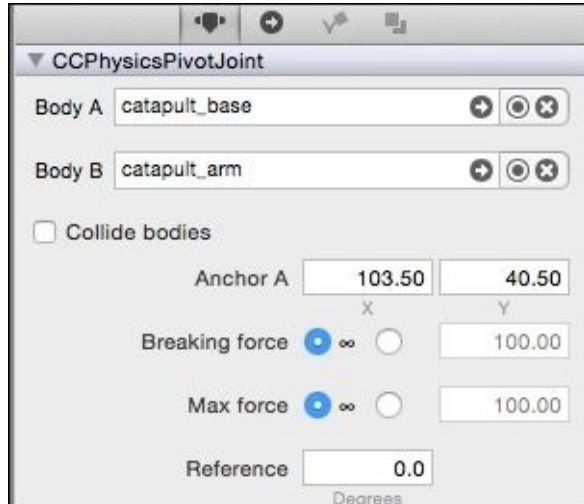 CCPhysicsPivotJoint
Body A catapult_base
Body B catapult_arm
Collide bodies
Anchor A 103.50 40.50
X Y
Breaking force ∞ 100.00
Max force ∞ 100.00
Reference 0.0
Degrees